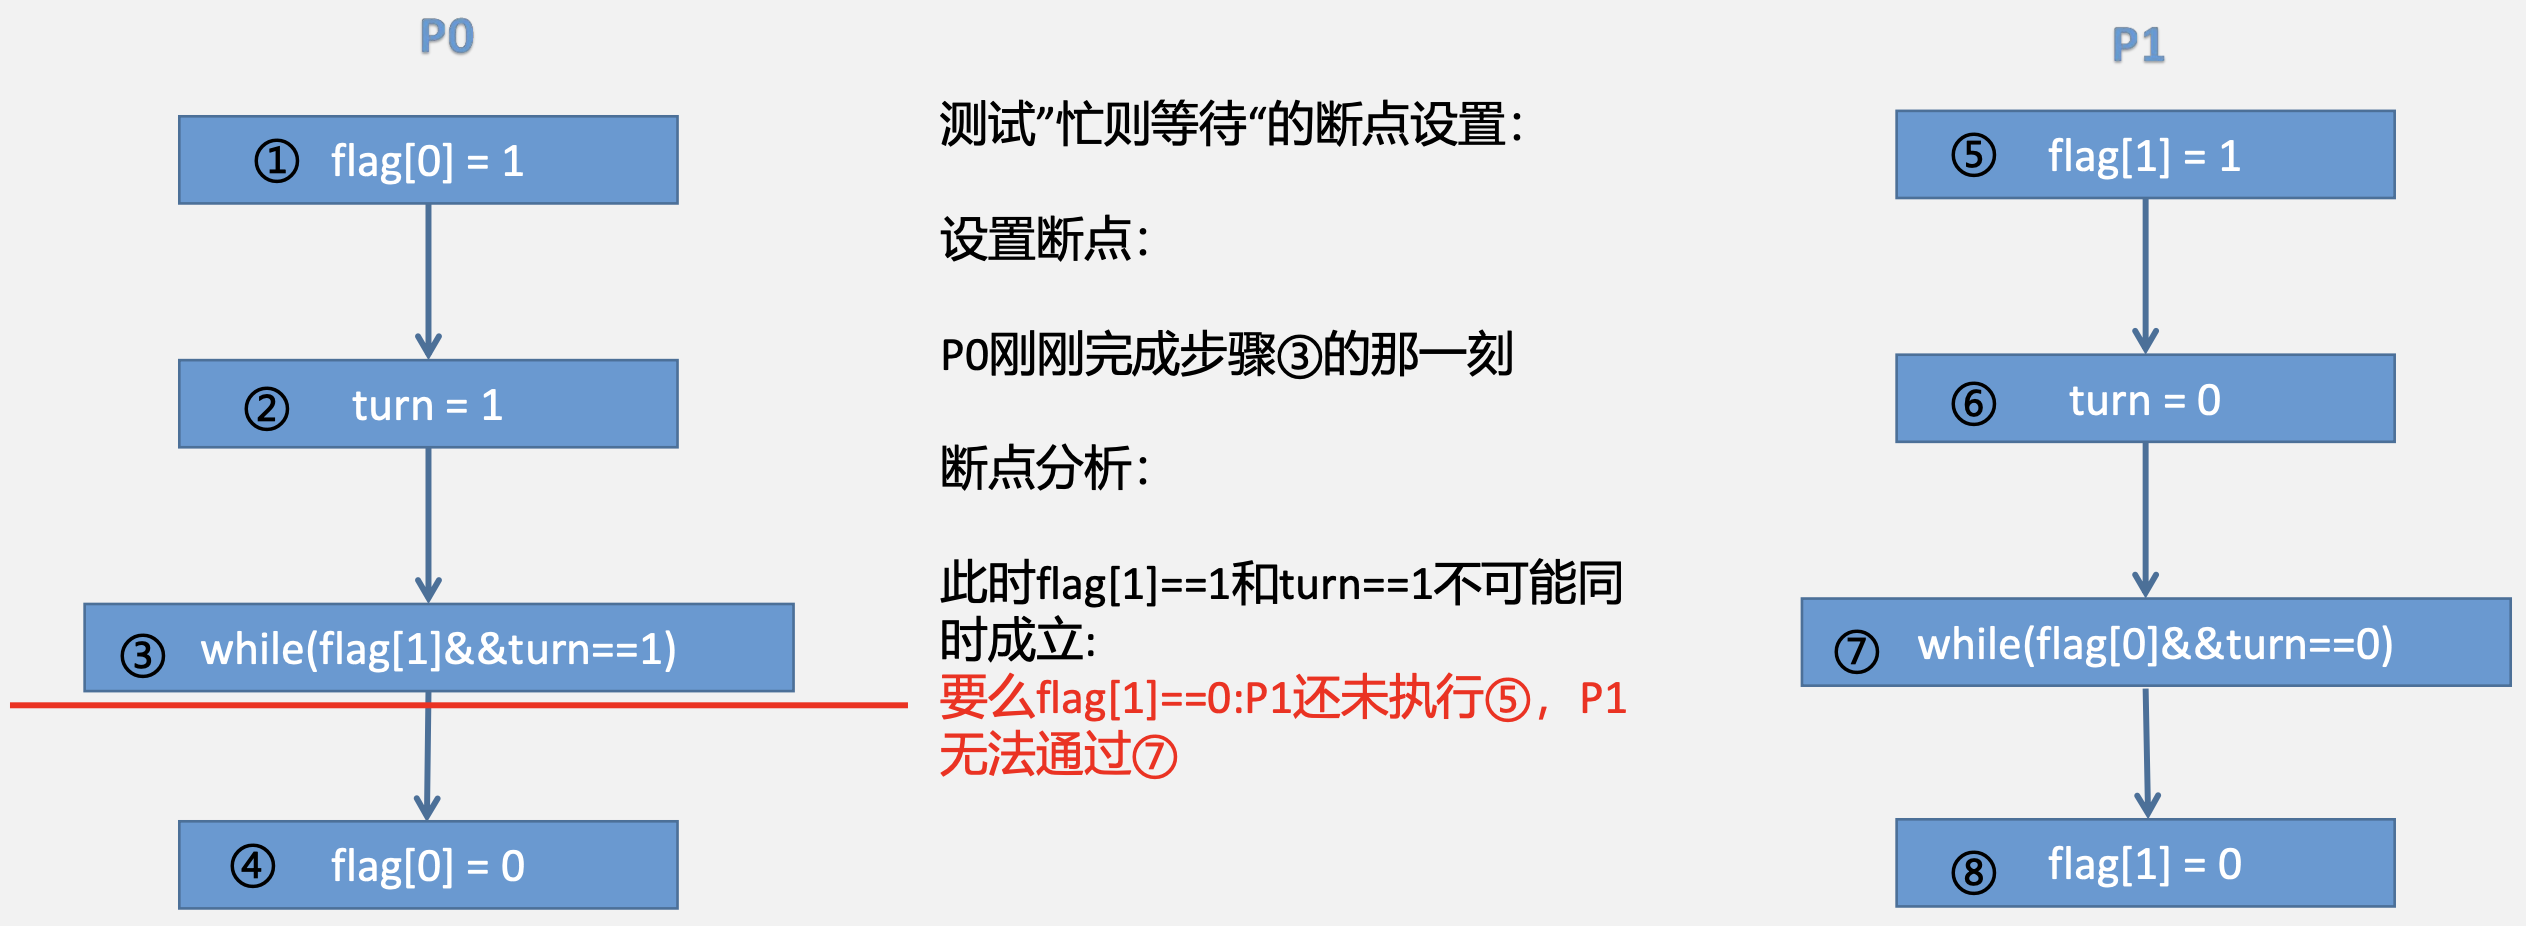 P0
① flag[0] = 1
② turn = 1
③ while(flag[1]&&turn==1)
④ flag[0] = 0
测试”忙则等待“的断点设置：
设置断点：
P0刚刚完成步骤③的那一刻
断点分析：
此时flag[1]==1和turn==1不可能同
时成立:
要么flag[1]==0:P1还未执行⑤，P1
无法通过⑦
P1
⑤ flag[1] = 1
⑥ turn = 0
⑦ while(flag[0]&&turn==0)
⑧ flag[1] = 0